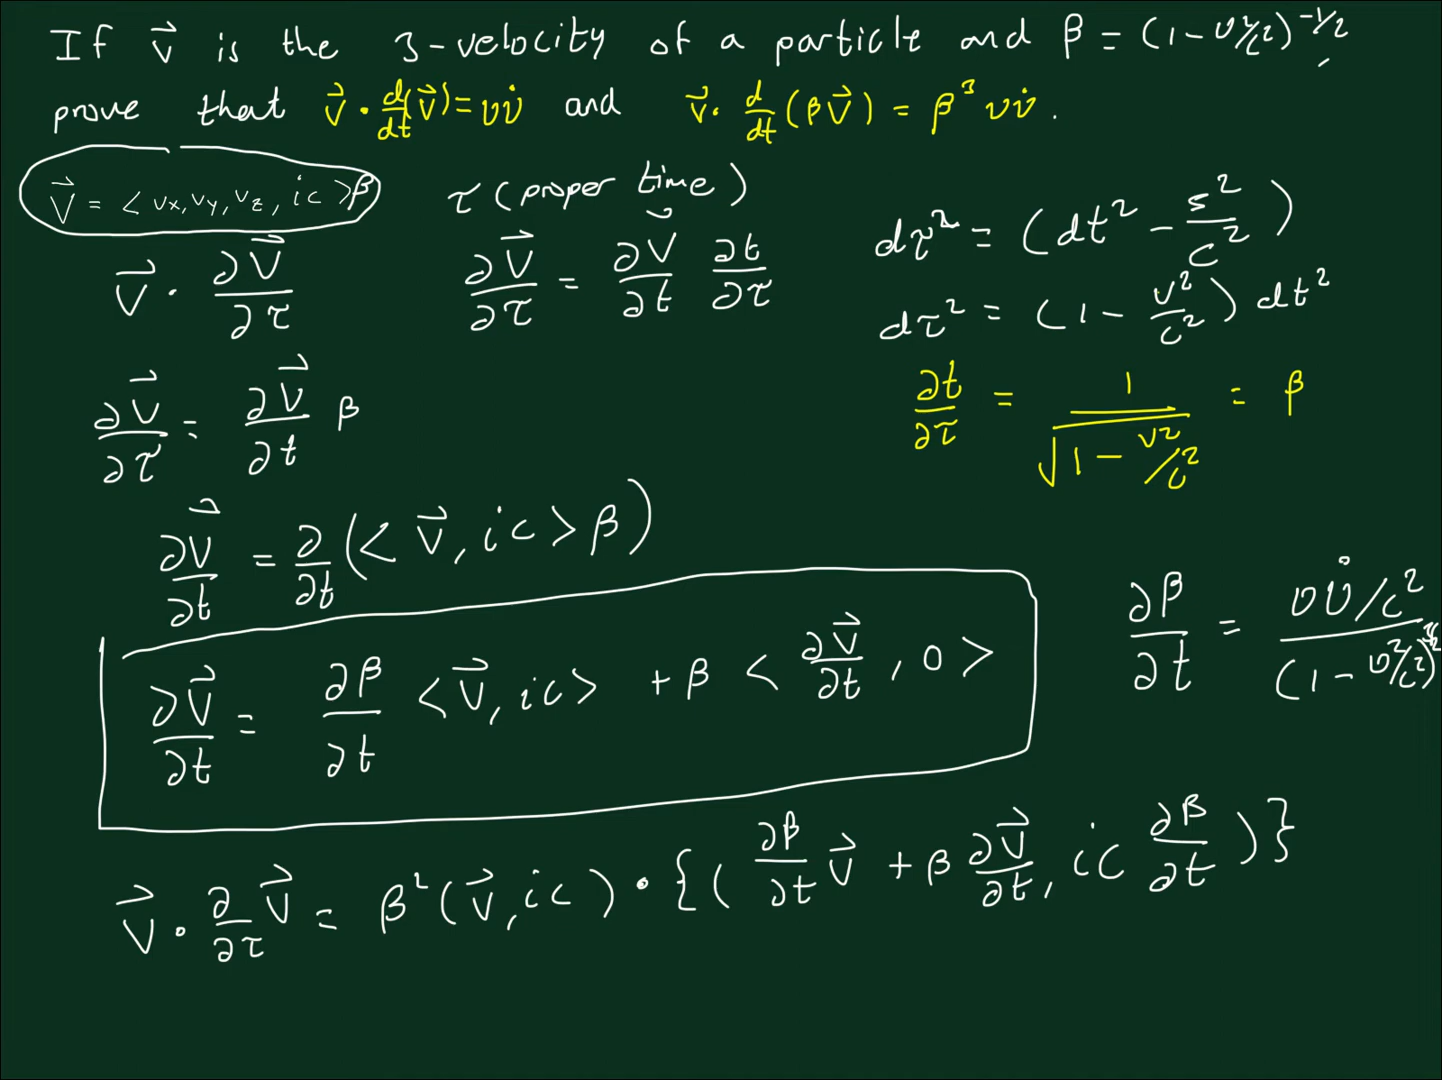 If v⃗ is the 3-velocity of a particle and β = (1 - v²/c²)^(-1/2),
prove that v⃗ · d/dt (v⃗) = vv̇ and v⃗ · d/dt (βv⃗) = β³ vv̇.
V⃗ = < vx, vy, vz, ic > β
τ (proper time)
dτ² = (dt² - s²/c²)
V⃗ · ∂V⃗/∂τ
∂V⃗/∂τ = ∂V⃗/∂t ∂t/∂τ
dτ² = (1 - v²/c²) dt²
∂V⃗/∂τ = ∂V⃗/∂t β
∂t/∂τ = 1/√(1 - v²/c²) = β
∂V⃗/∂t = ∂/∂t (< v⃗, ic > β)
∂V⃗/∂t = ∂β/∂t < v⃗, ic > + β < ∂v⃗/∂t, 0 >
∂β/∂t = vv̇/c² / (1 - v²/c²)^(3/2)
V⃗ · ∂/∂τ V⃗ = β² (v⃗, ic) · {( ∂β/∂t v⃗ + β ∂v⃗/∂t, ic ∂β/∂t )}